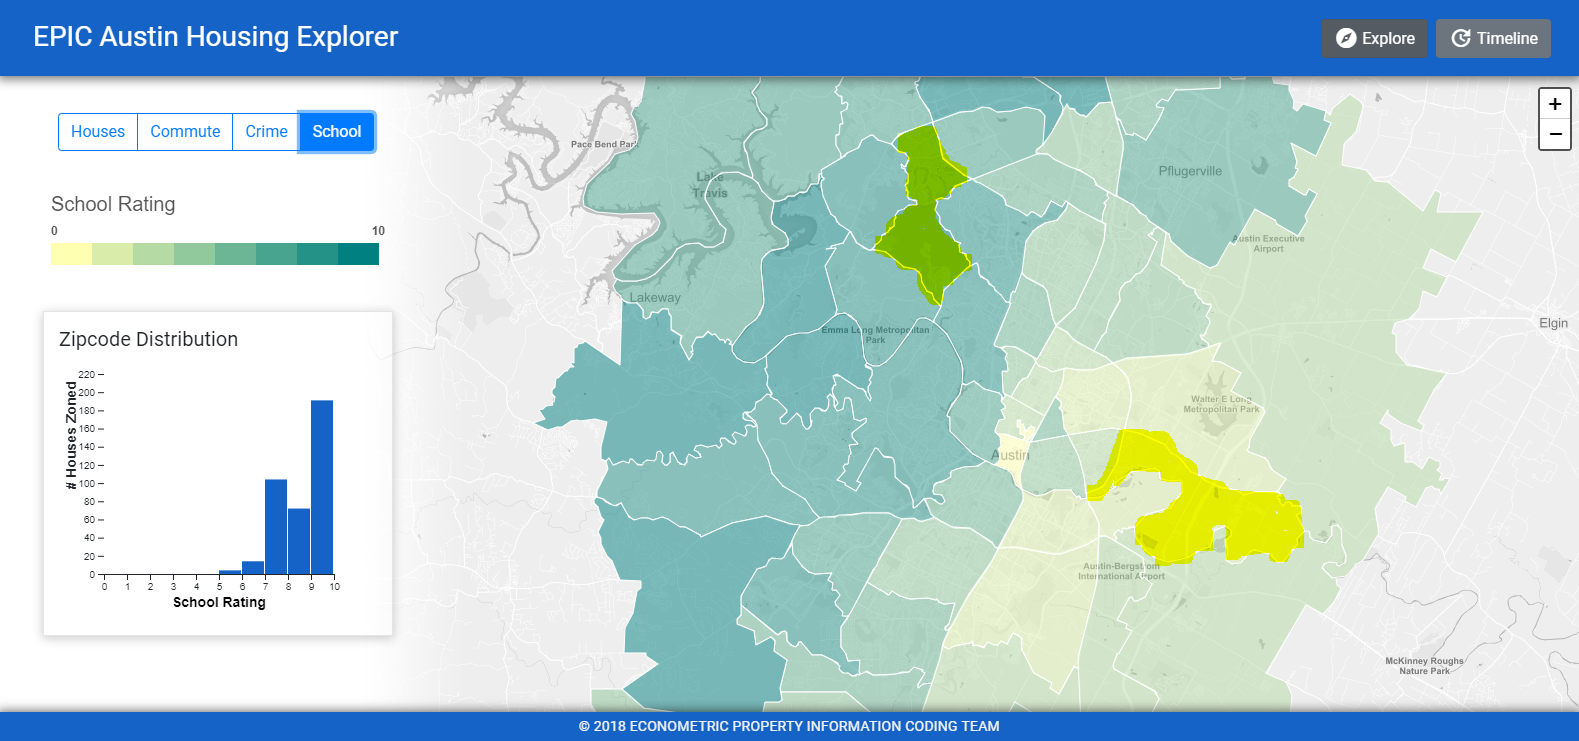 EPIC Austin Housing Explorer
Explore
Timeline
Houses
Commute
Crime
School
School Rating
0
10
Zipcode Distribution
220
200
180
160
140
120
100
80
60
40
20
0
# Houses Zoned
0 1 2 3 4 5 6 7 8 9 10
School Rating
+
−
Pace Bend Park
Lake
Travis
Pflugerville
Austin Executive
Airport
Lakeway
Elgin
Emma Long Metropolitan
Park
Walter E Long
Metropolitan Park
Austin
Austin-Bergstrom
International Airport
McKinney Roughs
Nature Park
© 2018 ECONOMETRIC PROPERTY INFORMATION CODING TEAM